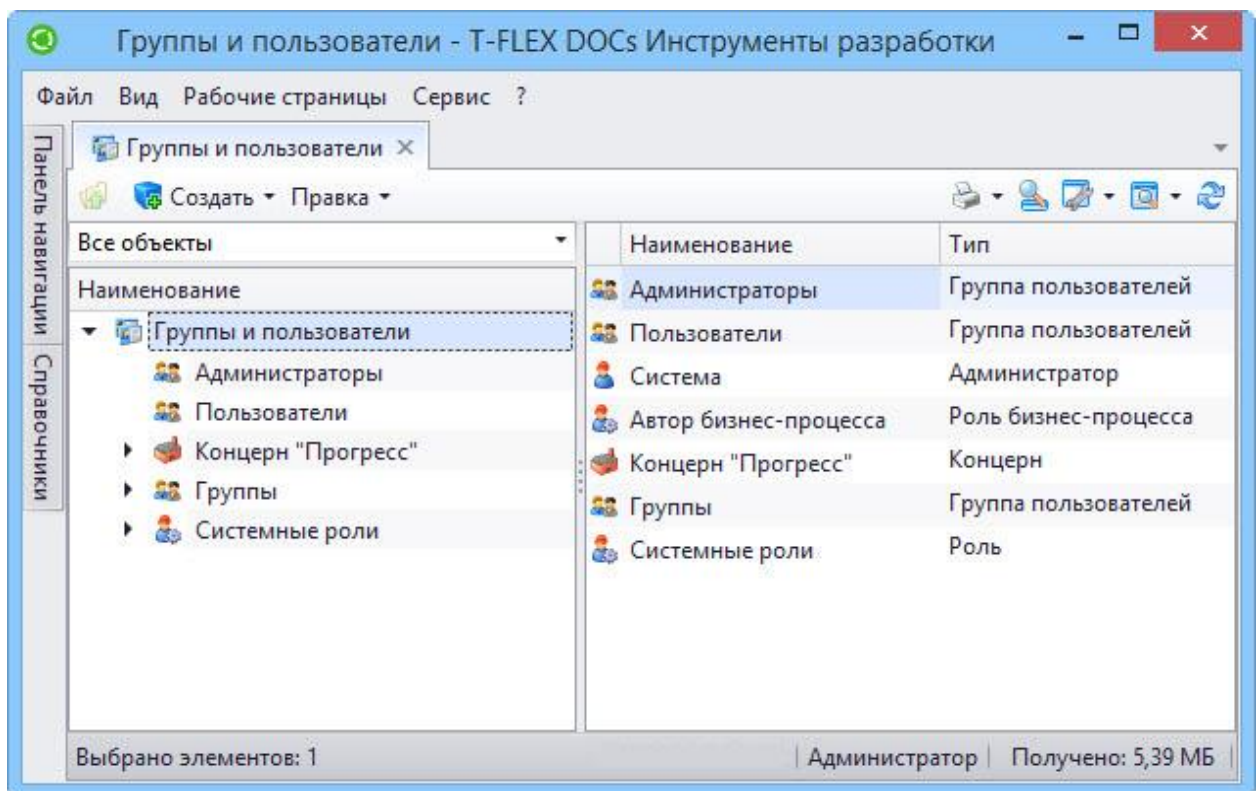 Группы и пользователи - T-FLEX DOCs Инструменты разработки
Файл Вид Рабочие страницы Сервис ?
Панель навигации
Справочники
Группы и пользователи
Создать Правка
Все объекты
Наименование
Группы и пользователи
Администраторы
Пользователи
Концерн "Прогресс"
Группы
Системные роли
Наименование Тип
Администраторы Группа пользователей
Пользователи Группа пользователей
Система Администратор
Автор бизнес-процесса Роль бизнес-процесса
Концерн "Прогресс" Концерн
Группы Группа пользователей
Системные роли Роль
Выбрано элементов: 1 Администратор Получено: 5,39 МБ